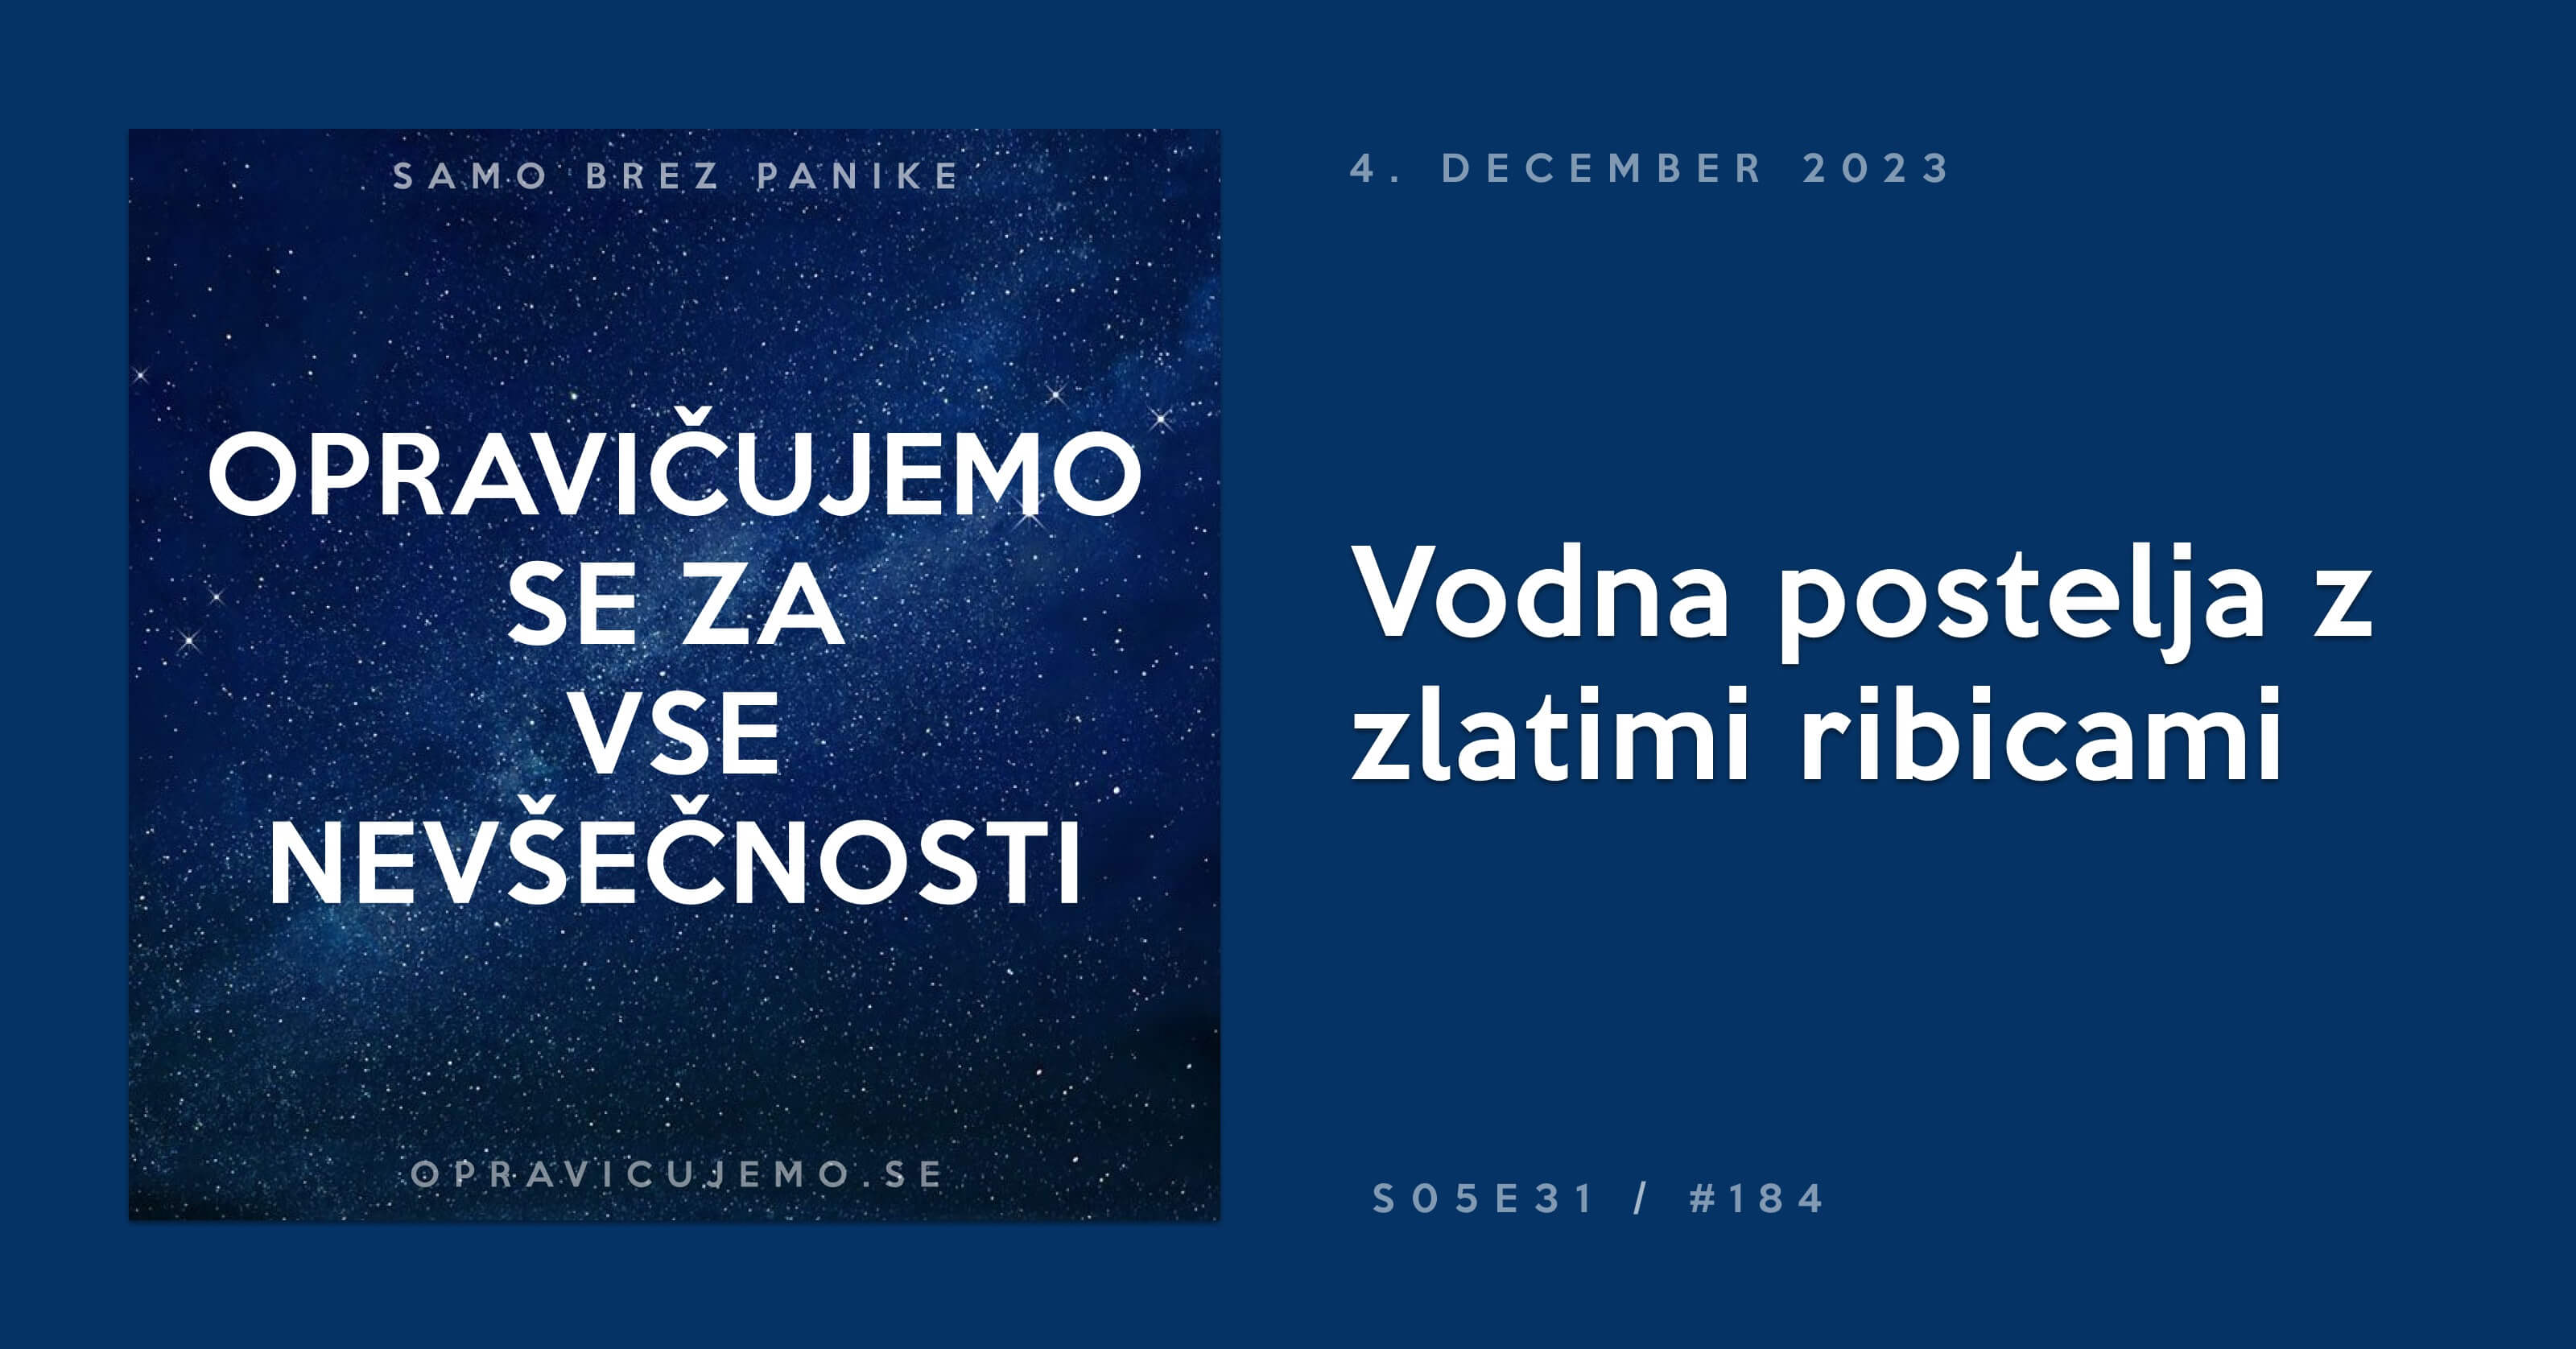 SAMO BREZ PANIKE
OPRAVIČUJEMO
SE ZA
VSE
NEVŠEČNOSTI
OPRAVICUJEMO.SE
4. DECEMBER 2023
Vodna postelja z
zlatimi ribicami
S05E31 / #184